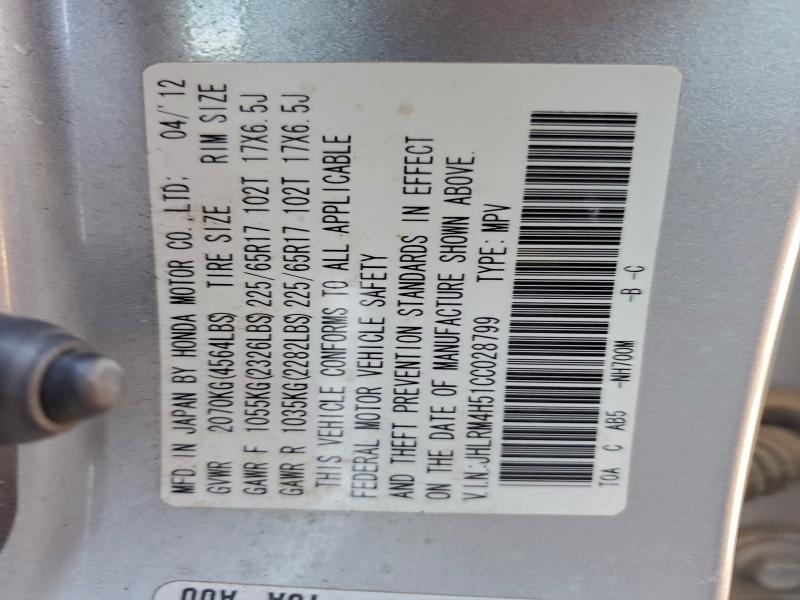 MFD. IN JAPAN BY HONDA MOTOR CO.,LTD; 04/'12
GVWR 2070KG(4564LBS) TIRE SIZE RIM SIZE
GAWR F 1055KG(2326LBS)225/65R17 102T 17X6.5J
GAWR R 1035KG(2282LBS)225/65R17 102T 17X6.5J
THIS VEHICLE CONFORMS TO ALL APPLICABLE
FEDERAL MOTOR VEHICLE SAFETY
AND THEFT PREVENTION STANDARDS IN EFFECT
ON THE DATE OF MANUFACTURE SHOWN ABOVE.
V.I.N:JHLRM4H51CC028799 TYPE: MPV
TOA C AB5 -NH700M -B -C